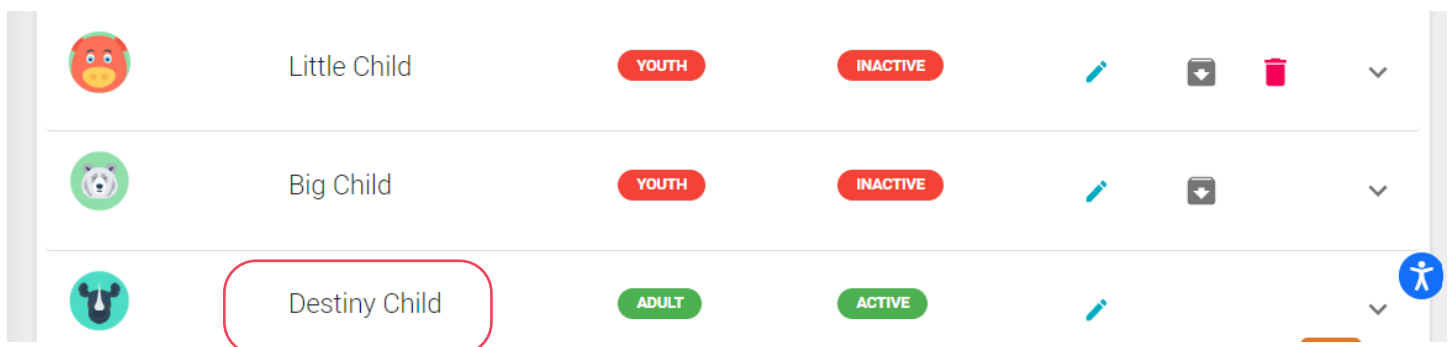 Little Child YOUTH INACTIVE
Big Child YOUTH INACTIVE
Destiny Child ADULT ACTIVE